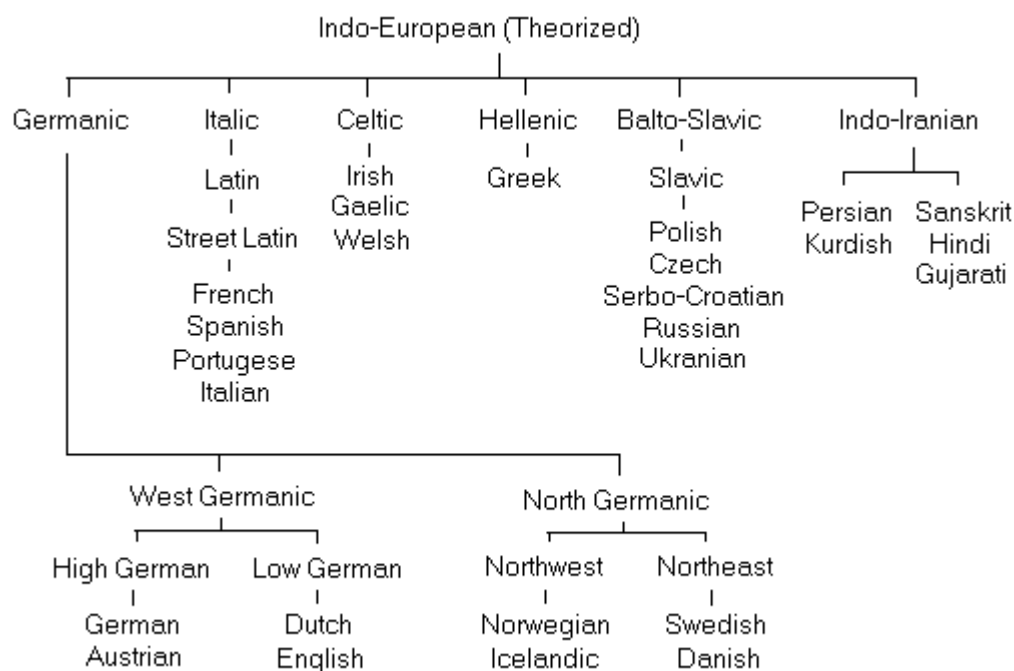 Indo-European (Theorized)
Germanic Italic Celtic Hellenic Balto-Slavic Indo-Iranian
Latin
Street Latin
French
Spanish
Portugese
Italian
Irish
Gaelic
Welsh
Greek
Slavic
Polish
Czech
Serbo-Croatian
Russian
Ukranian
Persian
Kurdish
Sanskrit
Hindi
Gujarati
West Germanic
North Germanic
High German
Low German
Northwest
Northeast
German
Austrian
Dutch
English
Norwegian
Icelandic
Swedish
Danish